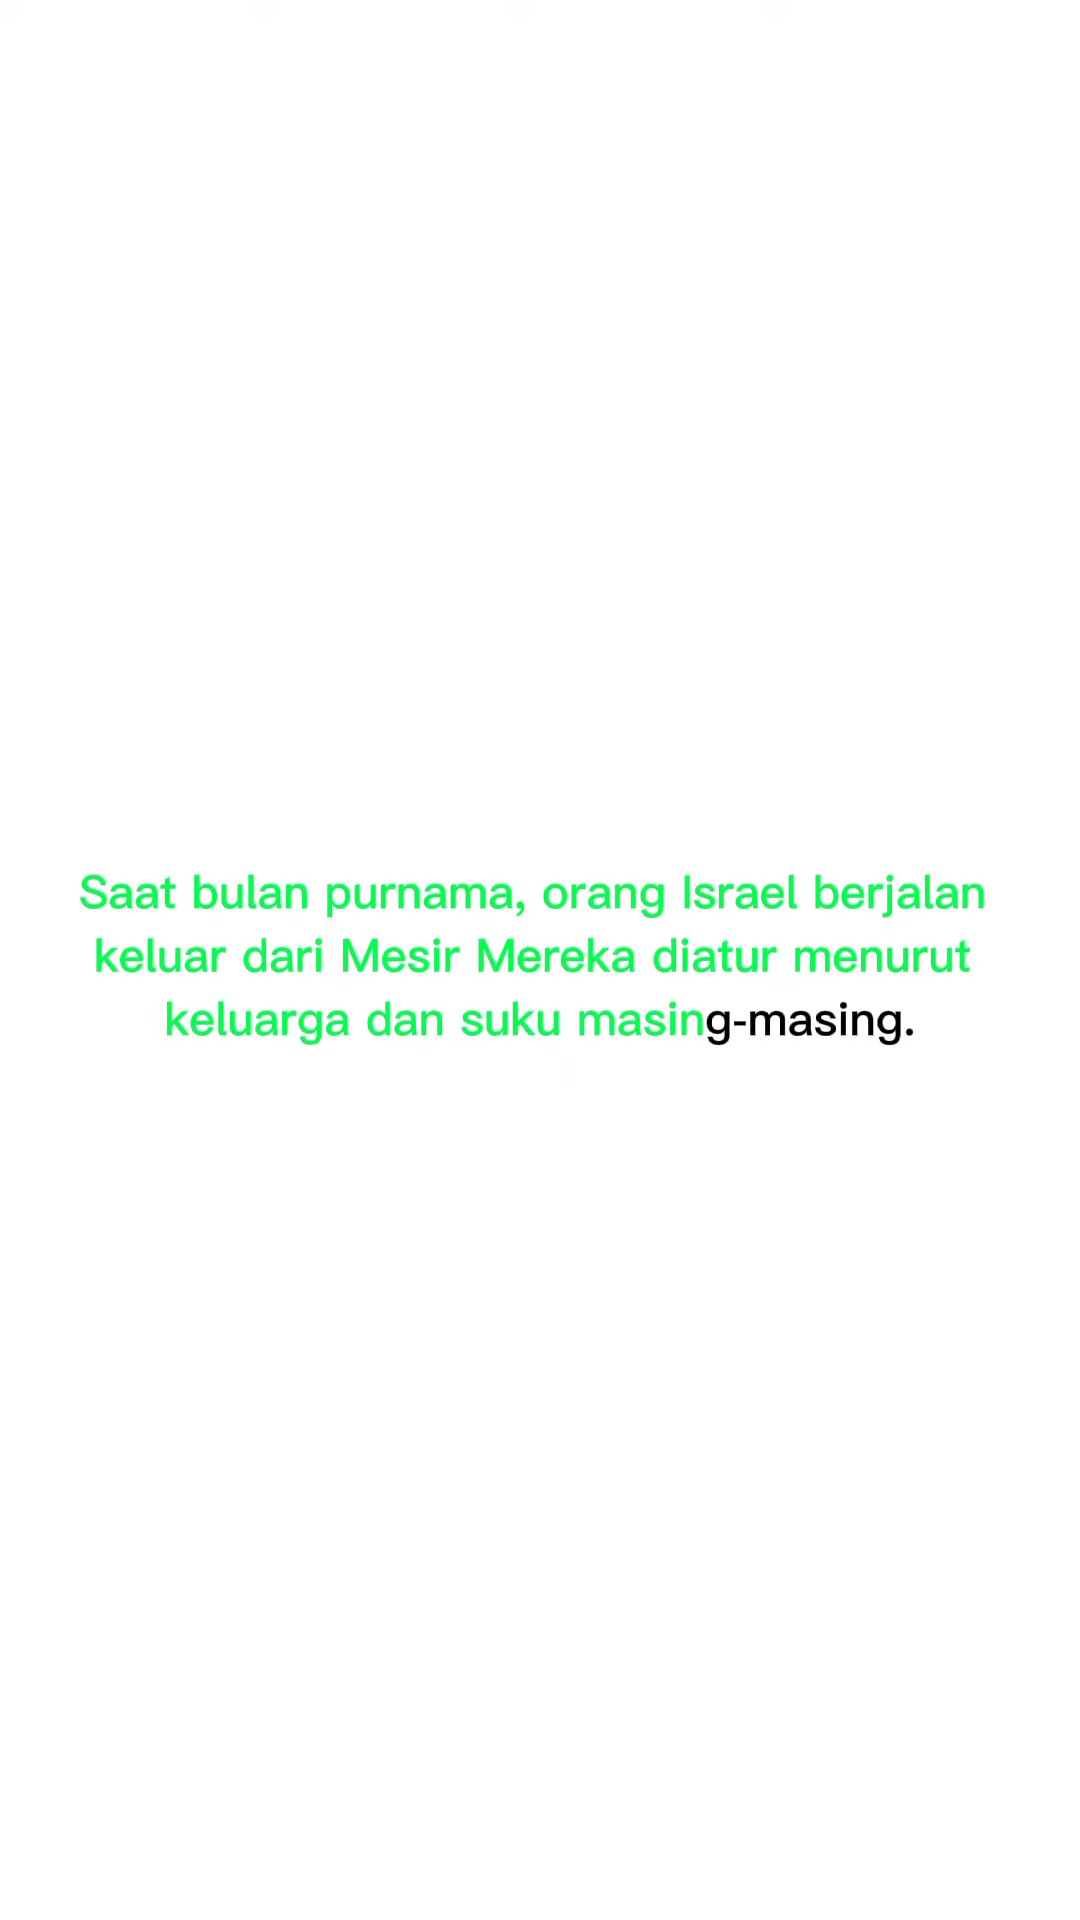 Saat bulan purnama, orang Israel berjalan
keluar dari Mesir Mereka diatur menurut
keluarga dan suku masing-masing.